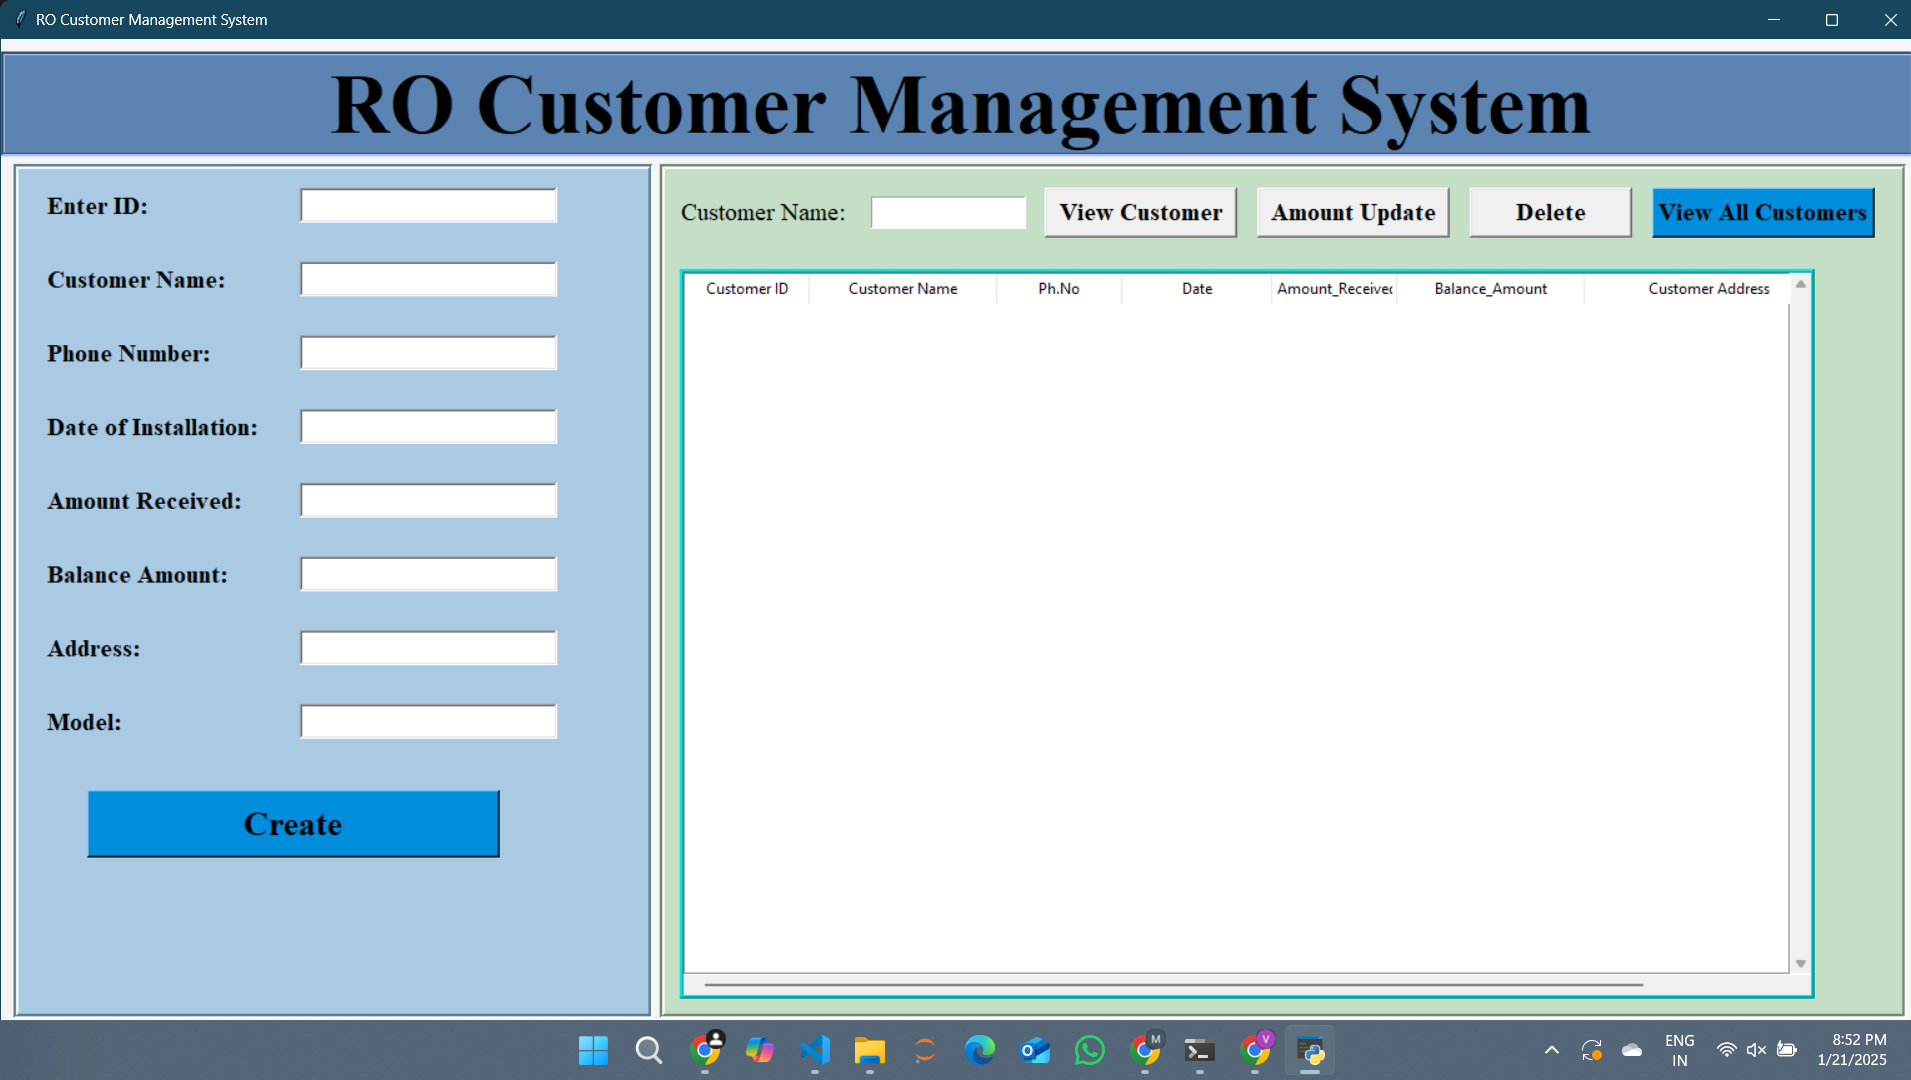 RO Customer Management System
RO Customer Management System
Enter ID:
Customer Name:
Phone Number:
Date of Installation:
Amount Received:
Balance Amount:
Address:
Model:
Create
Customer Name: View Customer Amount Update Delete View All Customers
Customer ID Customer Name Ph.No Date Amount_Received Balance_Amount Customer Address
M V
ENG 8:52 PM
IN 1/21/2025